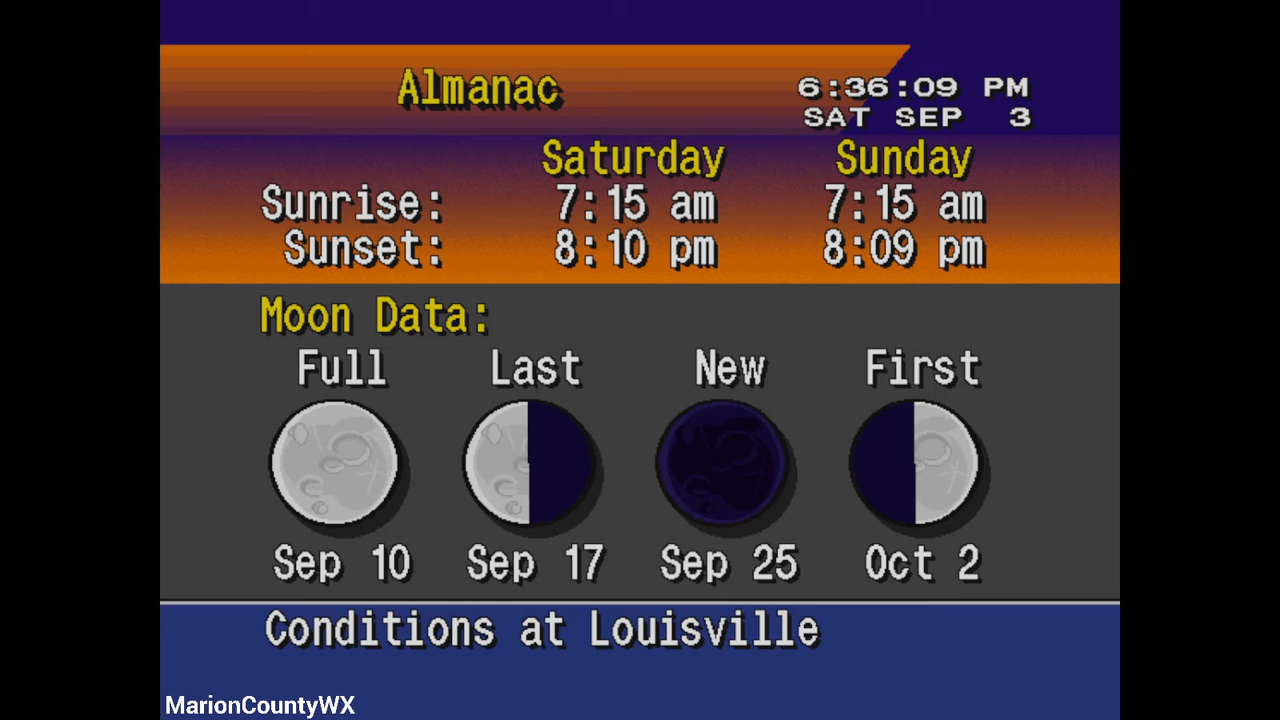 Almanac
6:36:09 PM
SAT SEP 3
Saturday Sunday
Sunrise: 7:15 am 7:15 am
Sunset: 8:10 pm 8:09 pm
Moon Data:
Full Last New First
Sep 10 Sep 17 Sep 25 Oct 2
Conditions at Louisville
MarionCountyWX